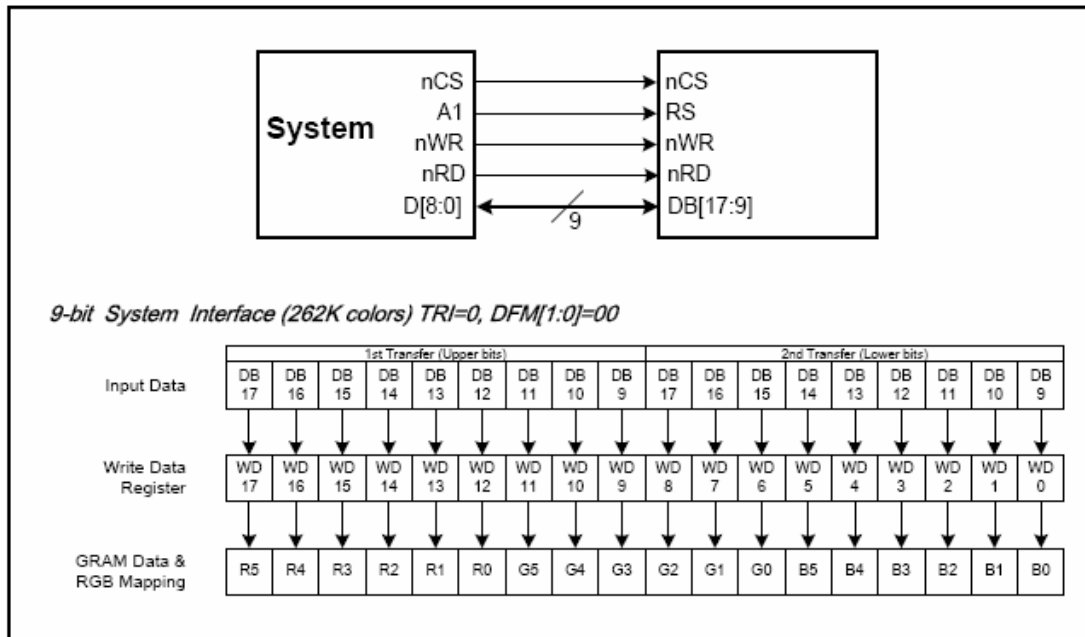 nCS nCS
A1 RS
System nWR nWR
nRD nRD
D[8:0] 9 DB[17:9]
9-bit System Interface (262K colors) TRI=0, DFM[1:0]=00
1st Transfer (Upper bits) 2nd Transfer (Lower bits)
Input Data DB 17 DB 16 DB 15 DB 14 DB 13 DB 12 DB 11 DB 10 DB 9 DB 17 DB 16 DB 15 DB 14 DB 13 DB 12 DB 11 DB 10 DB 9
Write Data Register WD 17 WD 16 WD 15 WD 14 WD 13 WD 12 WD 11 WD 10 WD 9 WD 8 WD 7 WD 6 WD 5 WD 4 WD 3 WD 2 WD 1 WD 0
GRAM Data & RGB Mapping R5 R4 R3 R2 R1 R0 G5 G4 G3 G2 G1 G0 B5 B4 B3 B2 B1 B0